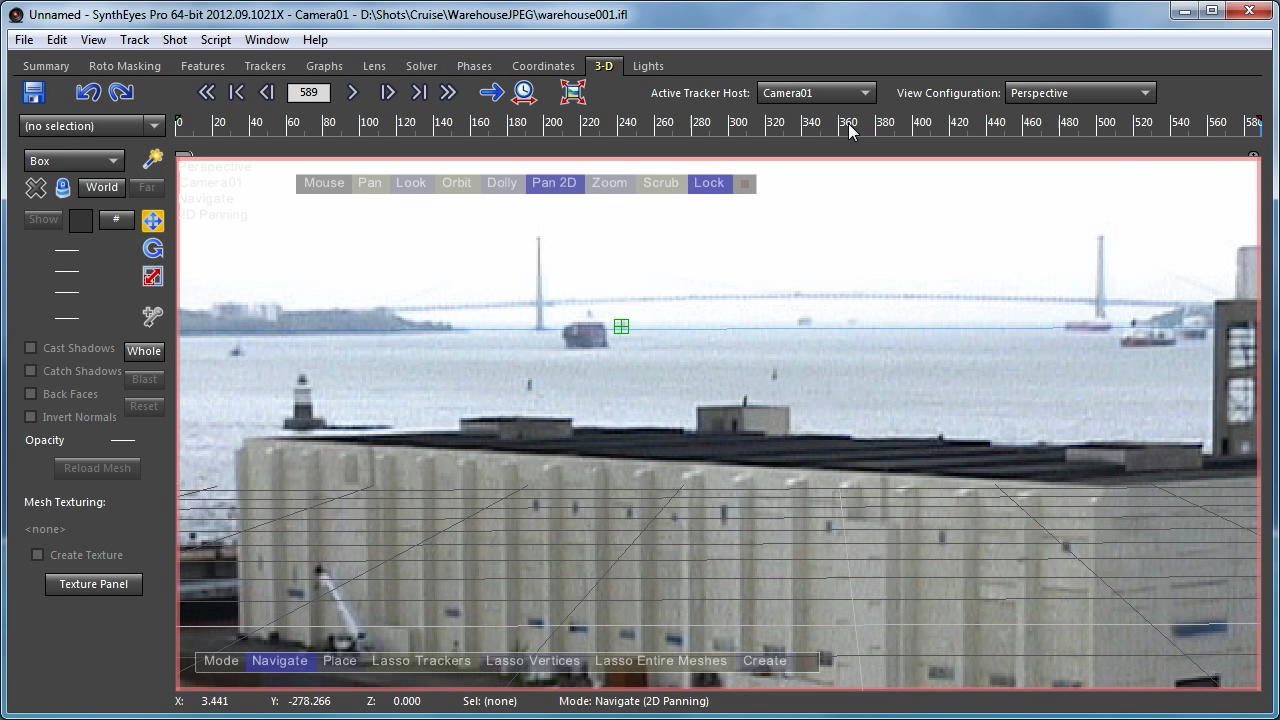 Unnamed - SynthEyes Pro 64-bit 2012.09.1021X - Camera01 - D:\Shots\Cruise\WarehouseJPEG\warehouse001.ifl
File Edit View Track Shot Script Window Help
Summary Roto Masking Features Trackers Graphs Lens Solver Phases Coordinates 3-D Lights
589 Active Tracker Host: Camera01 View Configuration: Perspective
(no selection) 0 20 40 60 80 100 120 140 160 180 200 220 240 260 280 300 320 340 360 380 400 420 440 460 480 500 520 540 560 580
Box
Perspective
Camera01
Navigate
2D Panning
Mouse Pan Look Orbit Dolly Pan 2D Zoom Scrub Lock
World Far
Show #
Cast Shadows Whole
Catch Shadows Blast
Back Faces
Invert Normals Reset
Opacity
Reload Mesh
Mesh Texturing:
<none>
Create Texture
Texture Panel
Mode Navigate Place Lasso Trackers Lasso Vertices Lasso Entire Meshes Create
X: 3.441 Y: -278.266 Z: 0.000 Sel: (none) Mode: Navigate (2D Panning)